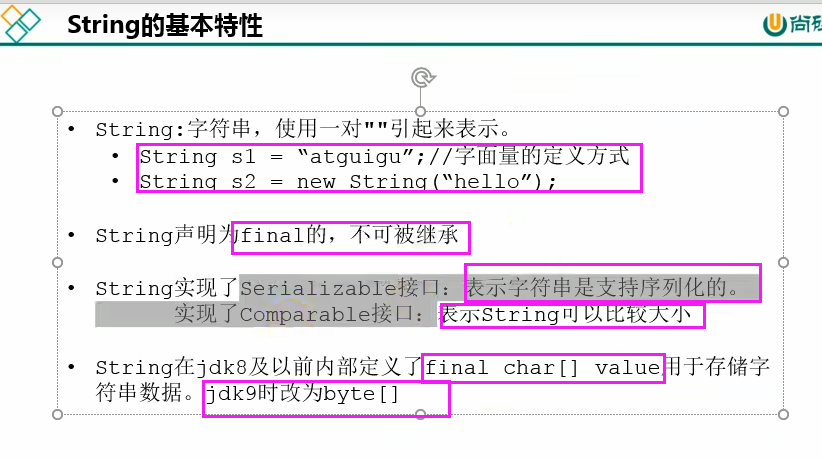 String的基本特性
尚硅
• String:字符串，使用一对""引起来表示。
• String s1 = “atguigu”;//字面量的定义方式
• String s2 = new String(“hello”);
• String声明为final的，不可被继承
• String实现了Serializable接口：表示字符串是支持序列化的。
实现了Comparable接口：表示String可以比较大小
• String在jdk8及以前内部定义了final char[] value用于存储字
符串数据。jdk9时改为byte[]